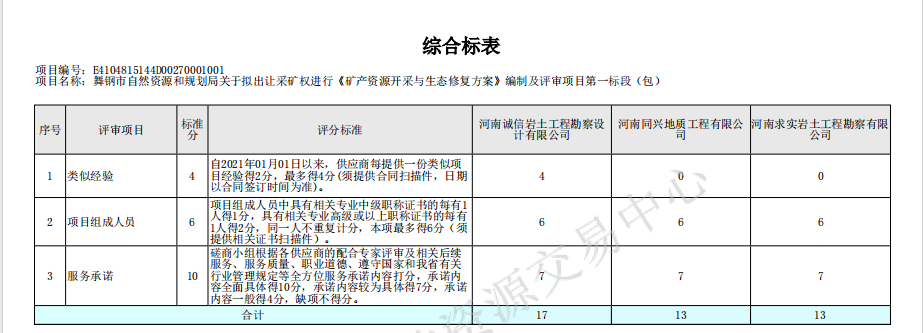 综合标表
项目编号: E4104815144D00270001001
项目名称: 舞钢市自然资源和规划局关于拟出让采矿权进行《矿产资源开采与生态修复方案》编制及评审项目第一标段（包）
序号 评审项目 标准分 评分标准 河南诚信岩土工程勘察设计有限公司 河南同兴地质工程有限公司 河南求实岩土工程勘察有限公司
1 类似经验 4 自2021年01月01日以来，供应商每提供一份类似项
目经验得2分，最多得4分(须提供合同扫描件，日期
以合同签订时间为准)。 4 0 0
2 项目组成人员 6 项目组成人员中具有相关专业中级职称证书的每有1
人得1分，具有相关专业高级或以上职称证书的每有
1人得2分，同一人不重复计分，本项最多得6分（须
提供相关证书扫描件）。 6 6 6
3 服务承诺 10 磋商小组根据各供应商的配合专家评审及相关后续
服务、服务质量、职业道德、遵守国家和我省有关
行业管理规定等全方位服务承诺内容打分，承诺内
容全面具体得10分，承诺内容较为具体得7分，承诺
内容一般得4分，缺项不得分。 7 7 7
合计 17 13 13
资源交易中心